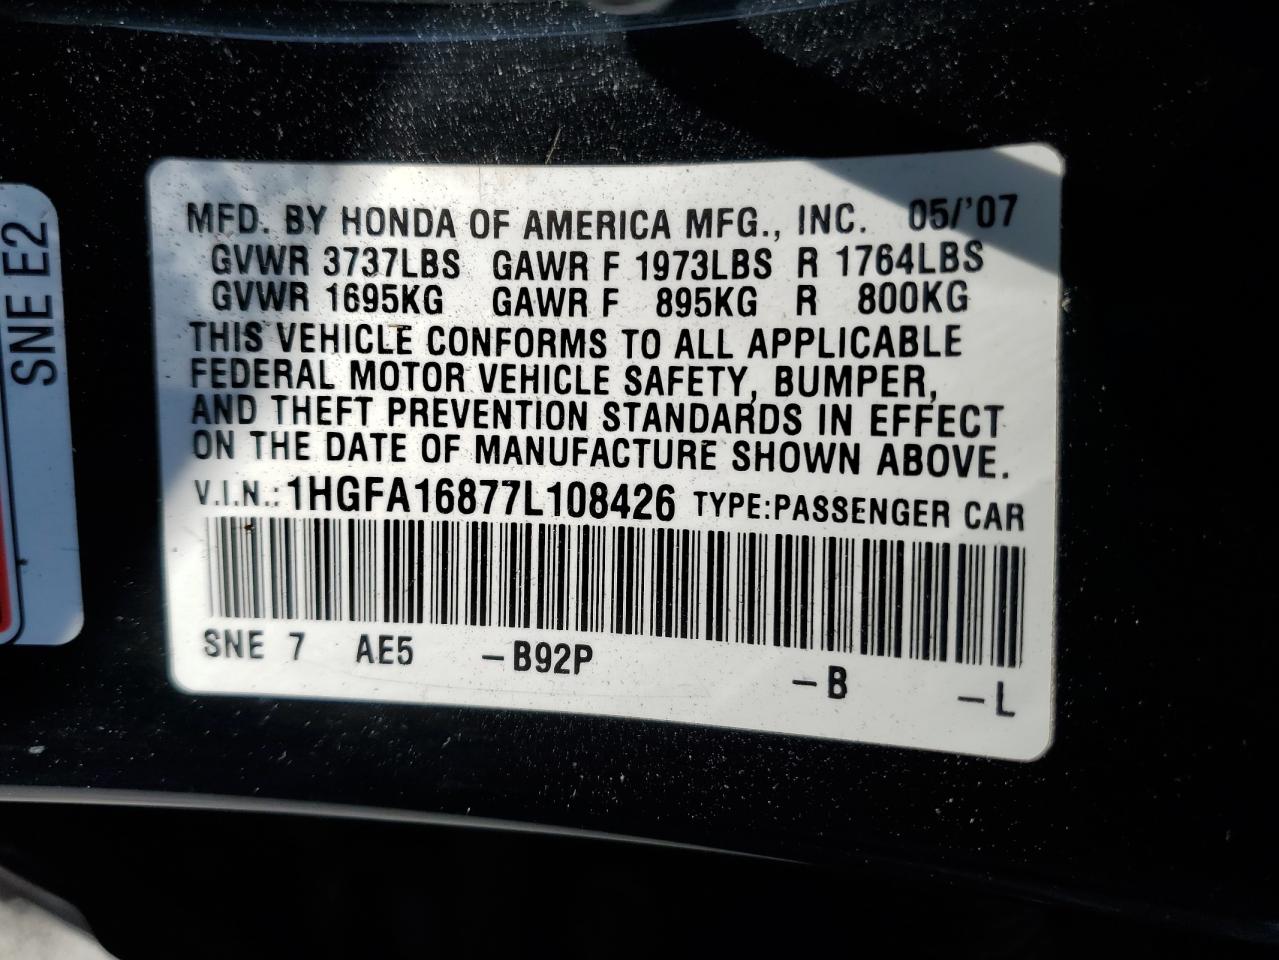 SNE E2
MFD. BY HONDA OF AMERICA MFG., INC. 05/'07
GVWR 3737LBS GAWR F 1973LBS R 1764LBS
GVWR 1695KG GAWR F 895KG R 800KG
THIS VEHICLE CONFORMS TO ALL APPLICABLE
FEDERAL MOTOR VEHICLE SAFETY, BUMPER,
AND THEFT PREVENTION STANDARDS IN EFFECT
ON THE DATE OF MANUFACTURE SHOWN ABOVE.
V.I.N.: 1HGFA16877L108426 TYPE:PASSENGER CAR
SNE 7 AE5 -B92P -B -L